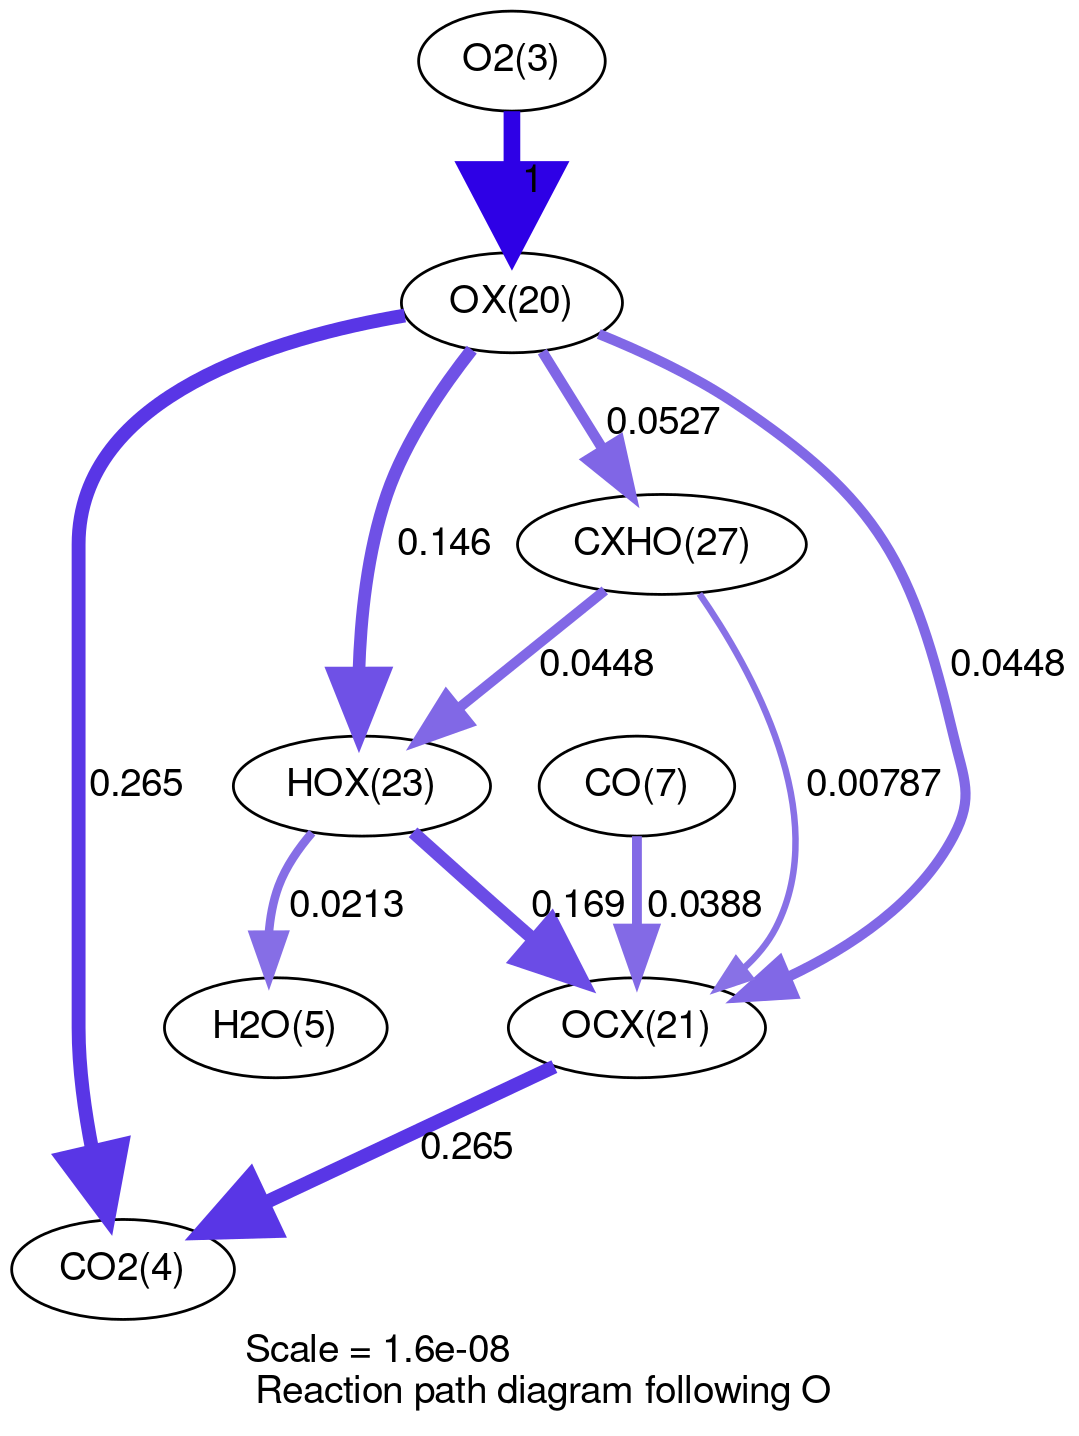 O2(3)
1
OX(20)
0.0527
0.146
CXHO(27)
0.0448
0.0448
0.265
HOX(23)
CO(7)
0.00787
0.0213
0.169
0.0388
H2O(5)
OCX(21)
0.265
CO2(4)
Scale = 1.6e-08
Reaction path diagram following O